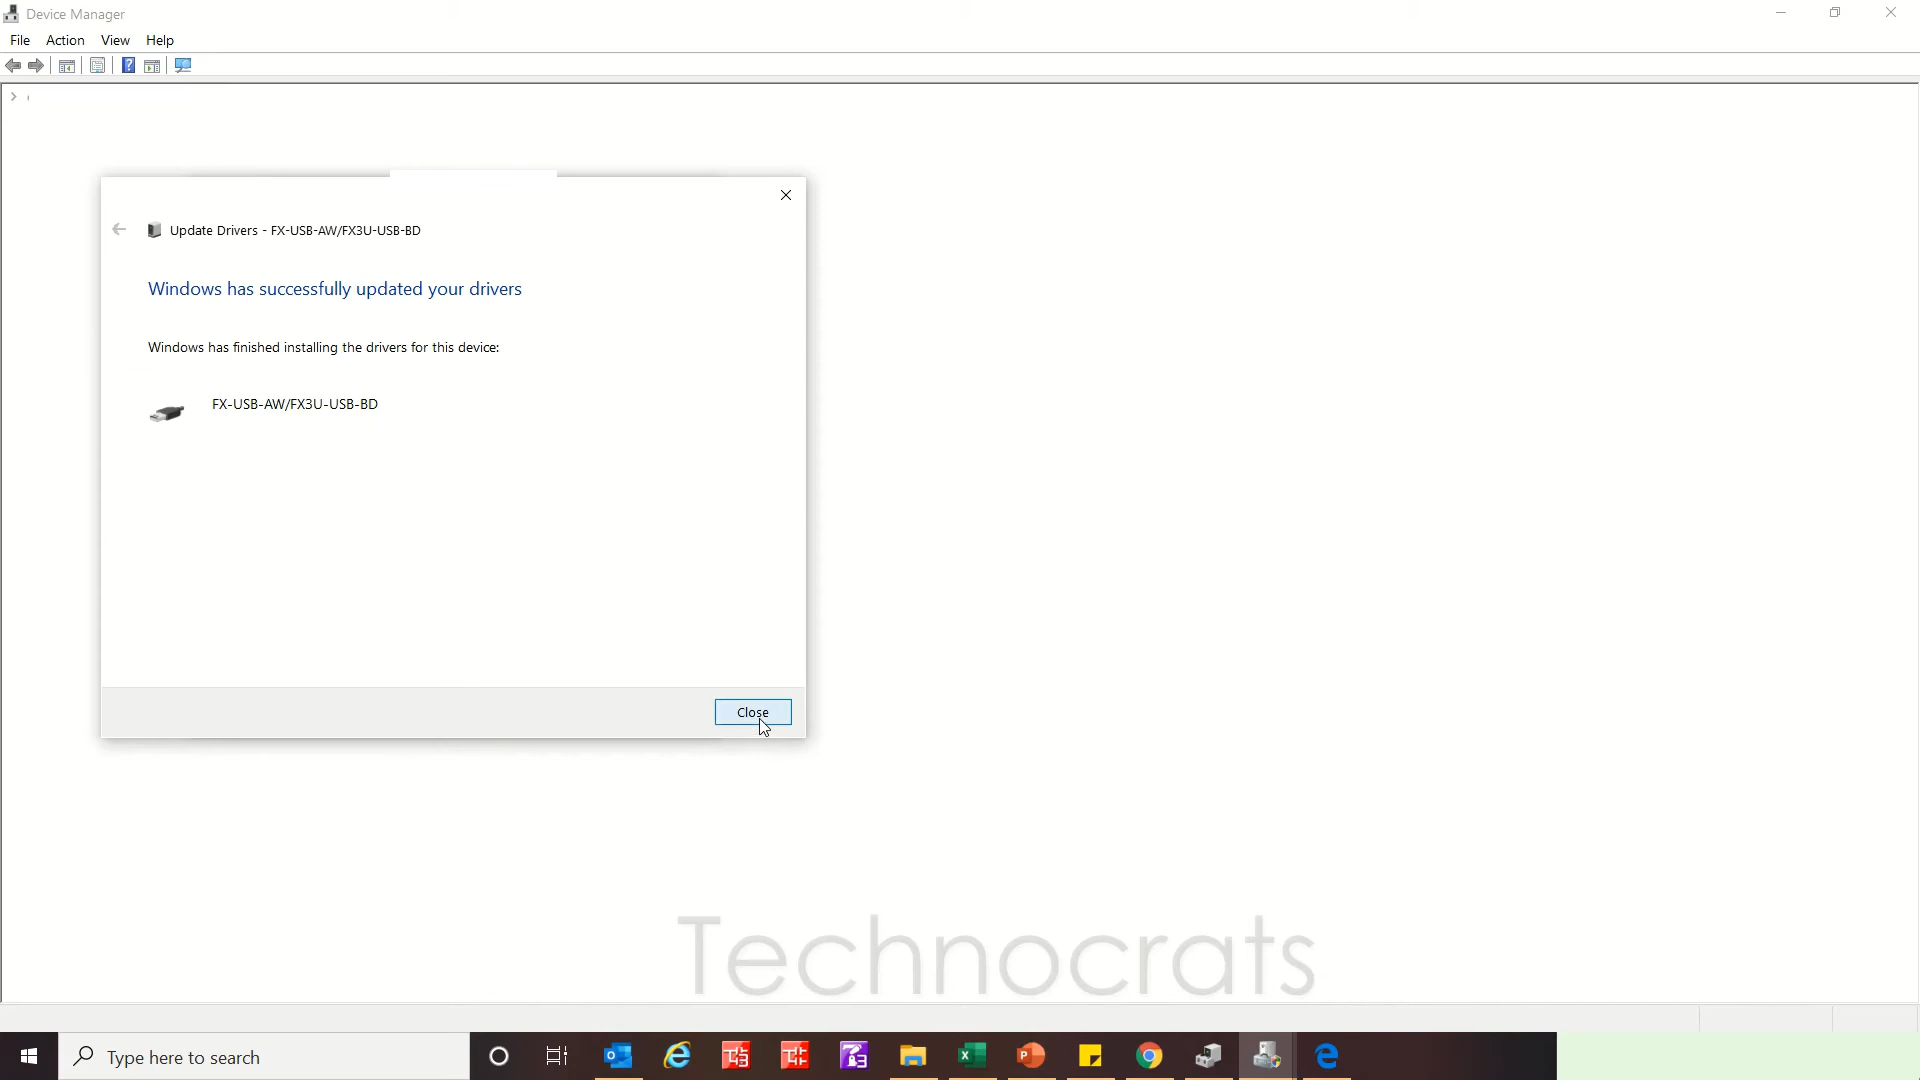 Device Manager
File Action View Help
Update Drivers - FX-USB-AW/FX3U-USB-BD
Windows has successfully updated your drivers
Windows has finished installing the drivers for this device:
FX-USB-AW/FX3U-USB-BD
Close
Technocrats
Type here to search